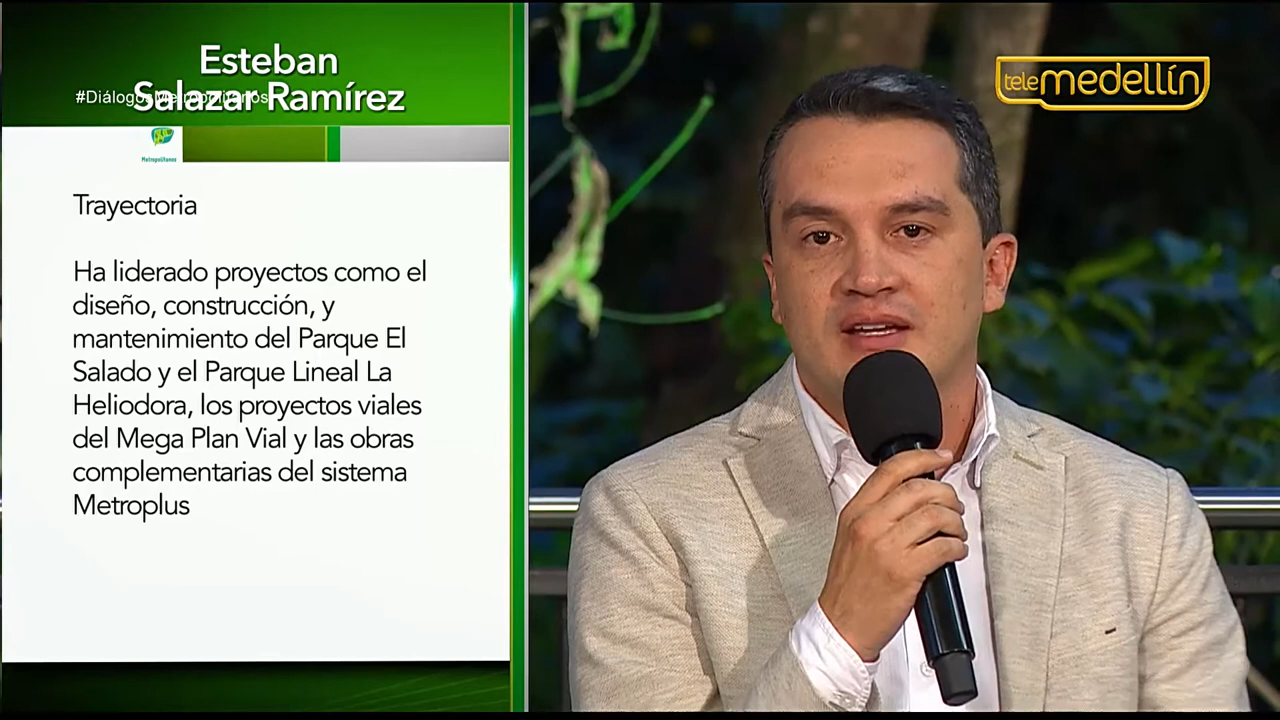 Esteban
Salazar Ramírez
#Diálogos Metropolitanos
Metropolitanos
Trayectoria
Ha liderado proyectos como el
diseño, construcción, y
mantenimiento del Parque El
Salado y el Parque Lineal La
Heliodora, los proyectos viales
del Mega Plan Vial y las obras
complementarias del sistema
Metroplus
telemedellín